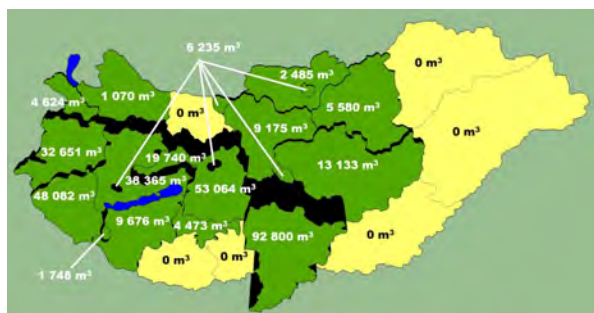 6 235 m³
2 485 m³
0 m³
1 070 m³
4 624 m³
0 m³
5 580 m³
0 m³
9 175 m³
32 651 m³
19 740 m³
13 133 m³
38 365 m³
48 082 m³
53 064 m³
9 676 m³
4 473 m³
92 800 m³
0 m³
0 m³
0 m³
1 748 m³